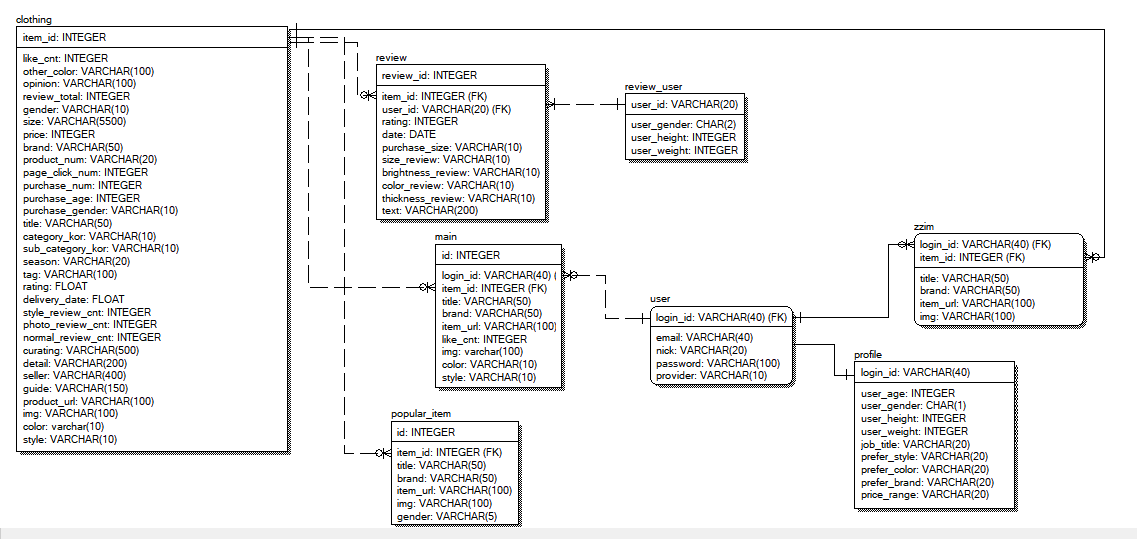 clothing
item_id: INTEGER
like_cnt: INTEGER
other_color: VARCHAR(100)
opinion: VARCHAR(100)
review_total: INTEGER
gender: VARCHAR(10)
size: VARCHAR(5500)
price: INTEGER
brand: VARCHAR(50)
product_num: VARCHAR(20)
page_click_num: INTEGER
purchase_num: INTEGER
purchase_age: INTEGER
purchase_gender: VARCHAR(10)
title: VARCHAR(50)
category_kor: VARCHAR(10)
sub_category_kor: VARCHAR(10)
season: VARCHAR(20)
tag: VARCHAR(100)
rating: FLOAT
delivery_date: FLOAT
style_review_cnt: INTEGER
photo_review_cnt: INTEGER
normal_review_cnt: INTEGER
curating: VARCHAR(500)
detail: VARCHAR(200)
seller: VARCHAR(400)
guide: VARCHAR(150)
product_url: VARCHAR(100)
img: VARCHAR(100)
color: varchar(10)
style: VARCHAR(10)
review
review_id: INTEGER
item_id: INTEGER (FK)
user_id: VARCHAR(20) (FK)
rating: INTEGER
date: DATE
purchase_size: VARCHAR(10)
size_review: VARCHAR(10)
brightness_review: VARCHAR(10)
color_review: VARCHAR(10)
thickness_review: VARCHAR(10)
text: VARCHAR(200)
review_user
user_id: VARCHAR(20)
user_gender: CHAR(2)
user_height: INTEGER
user_weight: INTEGER
main
id: INTEGER
login_id: VARCHAR(40) (
item_id: INTEGER (FK)
title: VARCHAR(50)
brand: VARCHAR(50)
item_url: VARCHAR(100)
like_cnt: INTEGER
img: varchar(100)
color: VARCHAR(10)
style: VARCHAR(10)
popular_item
id: INTEGER
item_id: INTEGER (FK)
title: VARCHAR(50)
brand: VARCHAR(50)
item_url: VARCHAR(100)
img: VARCHAR(100)
gender: VARCHAR(5)
user
login_id: VARCHAR(40) (FK)
email: VARCHAR(40)
nick: VARCHAR(20)
password: VARCHAR(100)
provider: VARCHAR(10)
zzim
login_id: VARCHAR(40) (FK)
item_id: INTEGER (FK)
title: VARCHAR(50)
brand: VARCHAR(50)
item_url: VARCHAR(100)
img: VARCHAR(100)
profile
login_id: VARCHAR(40)
user_age: INTEGER
user_gender: CHAR(1)
user_height: INTEGER
user_weight: INTEGER
job_title: VARCHAR(20)
prefer_style: VARCHAR(20)
prefer_color: VARCHAR(20)
prefer_brand: VARCHAR(20)
price_range: VARCHAR(20)